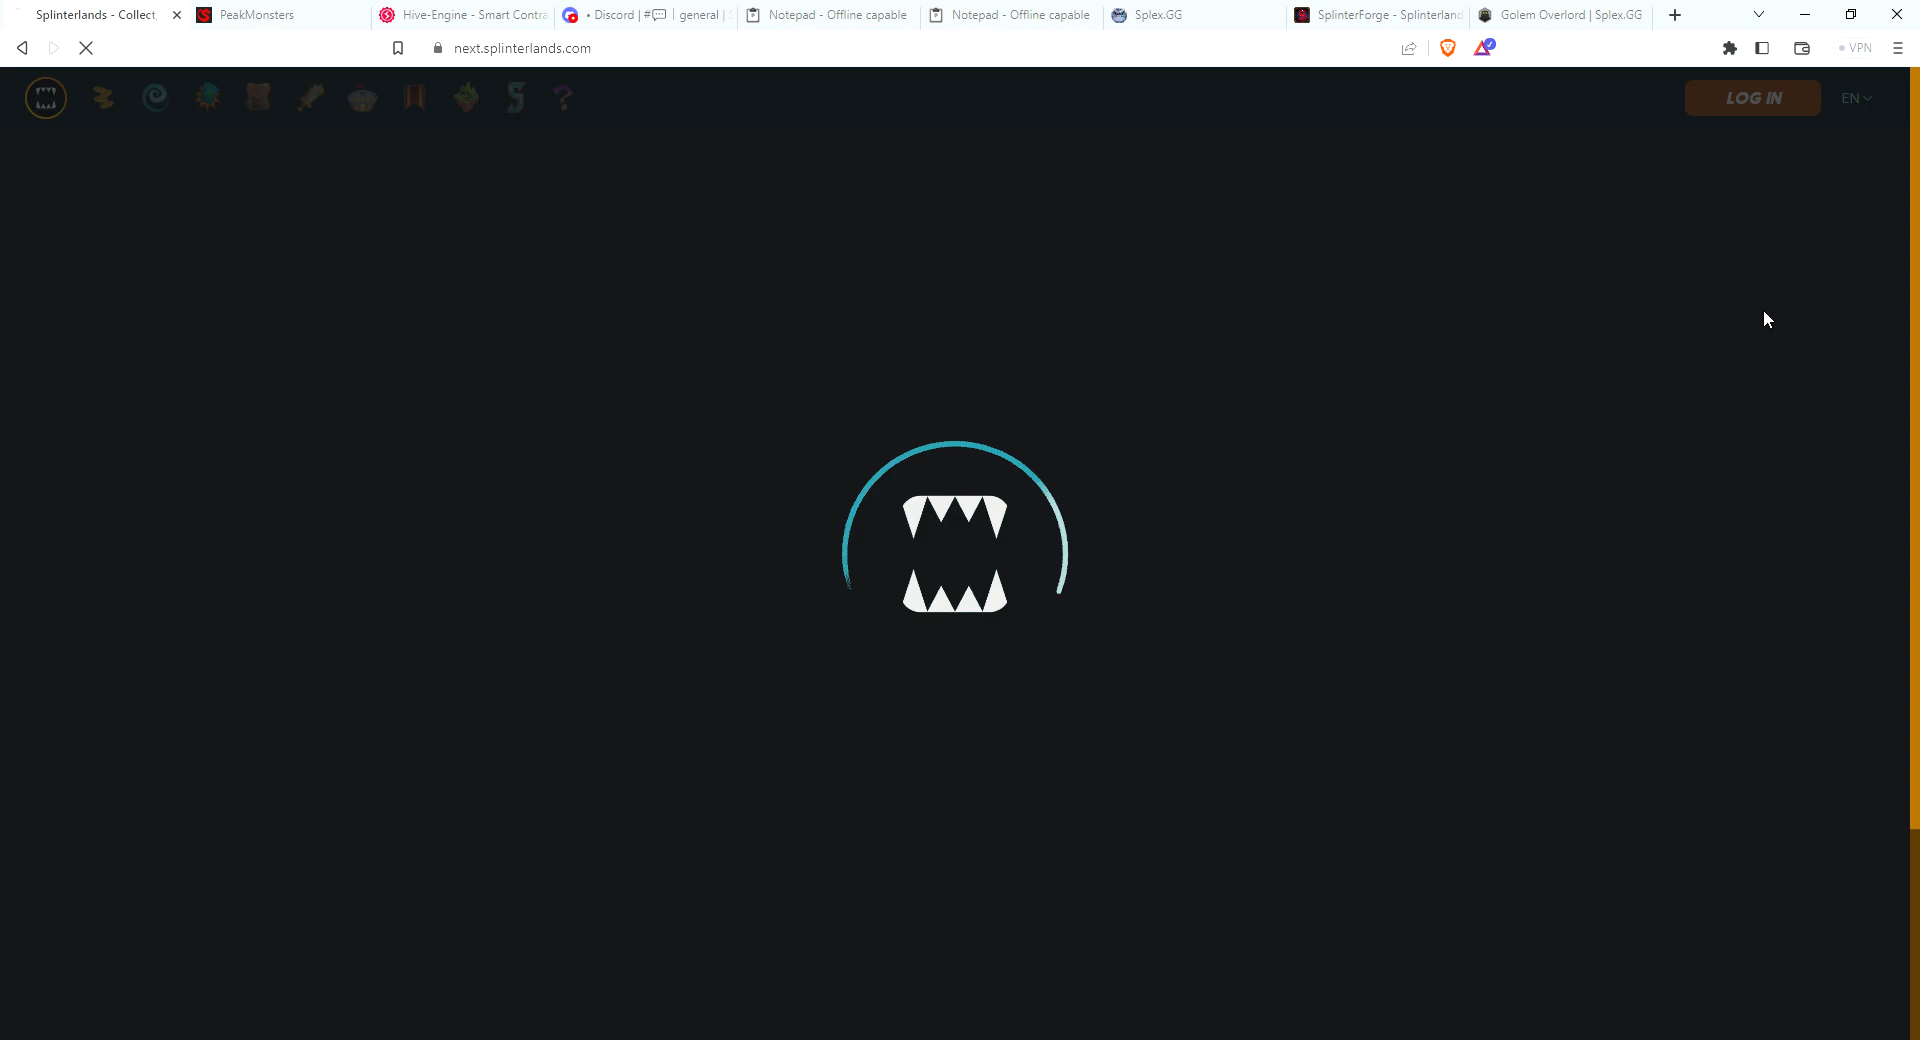 Splinterlands - Collect
PeakMonsters
Hive-Engine - Smart Contra
• Discord | #💬 | general |
Notepad - Offline capable
Notepad - Offline capable
Splex.GG
SplinterForge - Splinterland
Golem Overlord | Splex.GG
next.splinterlands.com
VPN
LOG IN
EN